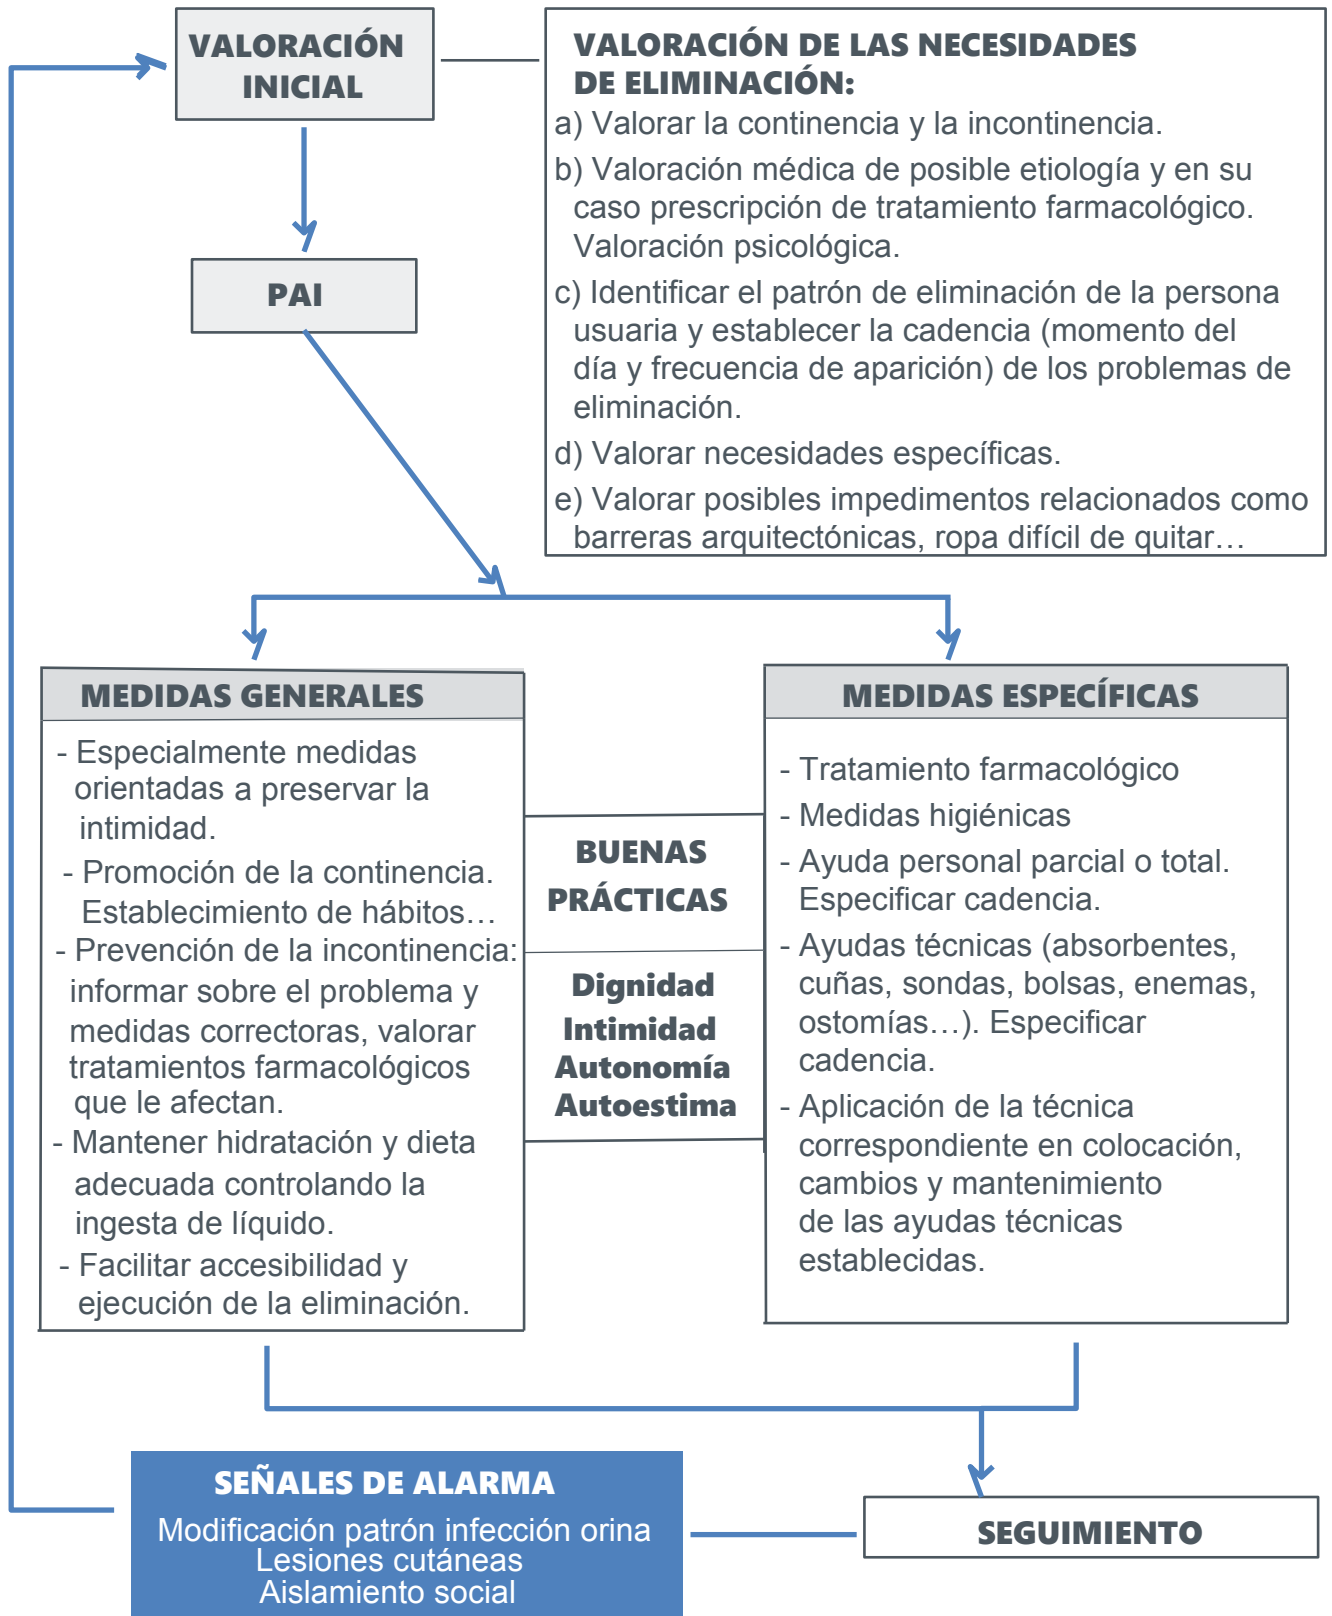 VALORACIÓN
INICIAL
VALORACIÓN DE LAS NECESIDADES
DE ELIMINACIÓN:
a) Valorar la continencia y la incontinencia.
b) Valoración médica de posible etiología y en su
caso prescripción de tratamiento farmacológico.
Valoración psicológica.
c) Identificar el patrón de eliminación de la persona
usuaria y establecer la cadencia (momento del
día y frecuencia de aparición) de los problemas de
eliminación.
d) Valorar necesidades específicas.
e) Valorar posibles impedimentos relacionados como
barreras arquitectónicas, ropa difícil de quitar…
PAI
MEDIDAS GENERALES
- Especialmente medidas
orientadas a preservar la
intimidad.
- Promoción de la continencia.
Establecimiento de hábitos…
- Prevención de la incontinencia:
informar sobre el problema y
medidas correctoras, valorar
tratamientos farmacológicos
que le afectan.
- Mantener hidratación y dieta
adecuada controlando la
ingesta de líquido.
- Facilitar accesibilidad y
ejecución de la eliminación.
BUENAS
PRÁCTICAS
Dignidad
Intimidad
Autonomía
Autoestima
MEDIDAS ESPECÍFICAS
- Tratamiento farmacológico
- Medidas higiénicas
- Ayuda personal parcial o total.
Especificar cadencia.
- Ayudas técnicas (absorbentes,
cuñas, sondas, bolsas, enemas,
ostomías…). Especificar
cadencia.
- Aplicación de la técnica
correspondiente en colocación,
cambios y mantenimiento
de las ayudas técnicas
establecidas.
SEÑALES DE ALARMA
Modificación patrón infección orina
Lesiones cutáneas
Aislamiento social
SEGUIMIENTO